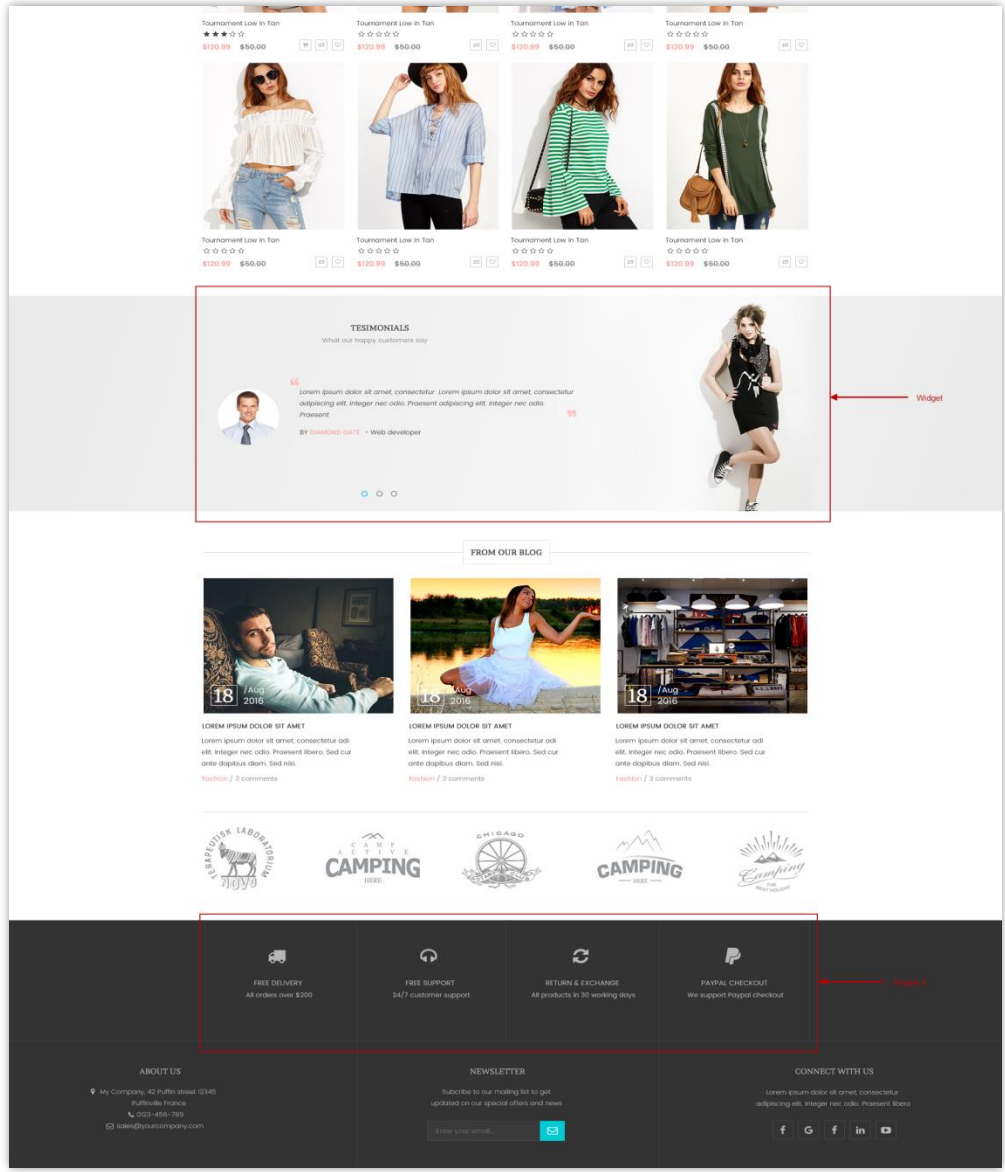 Tournament Low in Tan Tournament Low in Tan Tournament Low in Tan Tournament Low in Tan
$120.99 $50.00 $120.99 $50.00 $120.99 $50.00 $120.99 $50.00
Tournament Low in Tan Tournament Low in Tan Tournament Low in Tan Tournament Low in Tan
$120.99 $50.00 $120.99 $50.00 $120.99 $50.00 $120.99 $50.00
TESIMONIALS
What our happy customers say
“
Lorem ipsum dolor sit amet, consectetur Lorem ipsum dolor sit amet, consectetur
adipiscing elit. Integer nec odio. Praesent adipiscing elit. Integer nec odio.
Praesent
”
BY DIAMOND GATE - Web developer
Widget
FROM OUR BLOG
18 /Aug
2016
18 /Aug
2016
18 /Aug
2016
LOREM IPSUM DOLOR SIT AMET
Lorem ipsum dolor sit amet, consectetur adi
elit. Integer nec odio. Praesent libero. Sed cur
ante dapibus diam. Sed nisi.
Fashion / 3 comments
LOREM IPSUM DOLOR SIT AMET
Lorem ipsum dolor sit amet, consectetur adi
elit. Integer nec odio. Praesent libero. Sed cur
ante dapibus diam. Sed nisi.
Fashion / 3 comments
LOREM IPSUM DOLOR SIT AMET
Lorem ipsum dolor sit amet, consectetur adi
elit. Integer nec odio. Praesent libero. Sed cur
ante dapibus diam. Sed nisi.
Fashion / 3 comments
TERAPEUTISK LABORATORIUM
NOVO
CAMP
ACTIVE
CAMPING
HERE
CHICAGO
CAMPING
HERE
Camping
THE
BEST HOLIDAY
FREE DELIVERY
All orders over $200
FREE SUPPORT
24/7 customer support
RETURN & EXCHANGE
All products in 30 working days
PAYPAL CHECKOUT
We support Paypal checkout
ABOUT US
My Company, 42 Puffin street 12345
Puffinville France
0123-456-789
sales@yourcompany.com
NEWSLETTER
Subcribe to our mailing list to get
updated on our special offers and news
Enter your email...
CONNECT WITH US
Lorem ipsum dolor sit amet, consectetur
adipiscing elit. Integer nec odio. Praesent libero